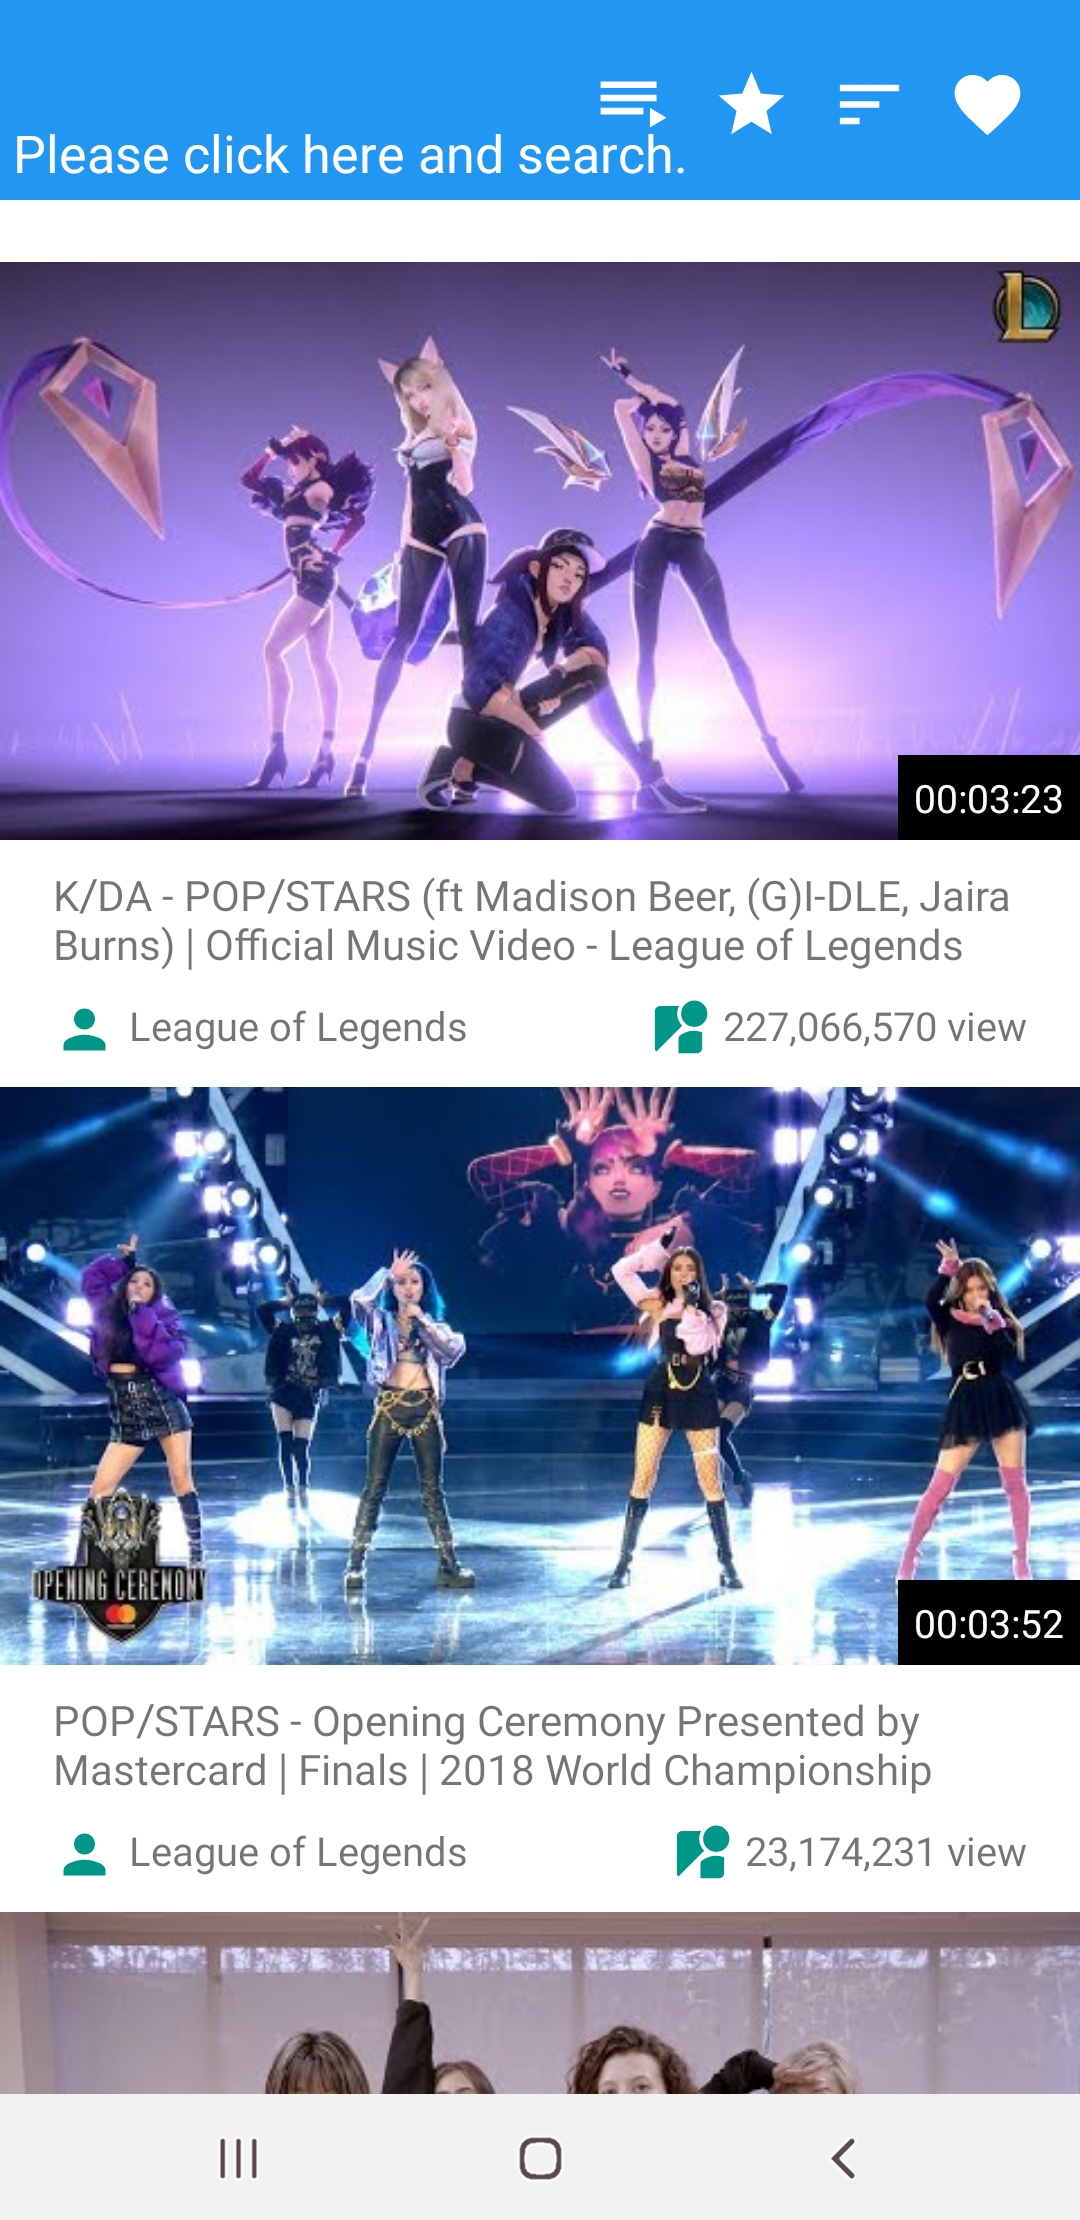 Please click here and search.
00:03:23
K/DA - POP/STARS (ft Madison Beer, (G)I-DLE, Jaira
Burns) | Official Music Video - League of Legends
League of Legends
227,066,570 view
OPENING CEREMONY
00:03:52
POP/STARS - Opening Ceremony Presented by
Mastercard | Finals | 2018 World Championship
League of Legends
23,174,231 view